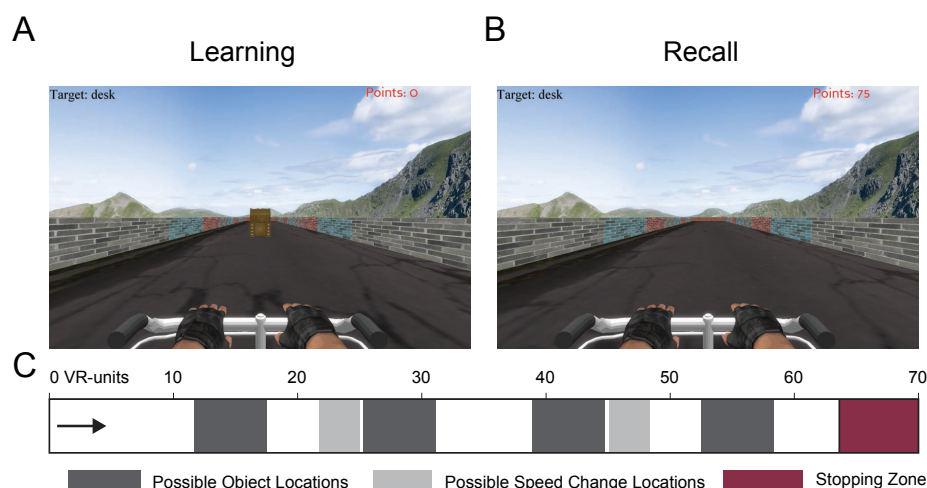 A
B
Learning
Recall
Target: desk
Points: 0
Target: desk
Points: 75
C
0 VR-units 10 20 30 40 50 60 70
Possible Object Locations Possible Speed Change Locations Stopping Zone